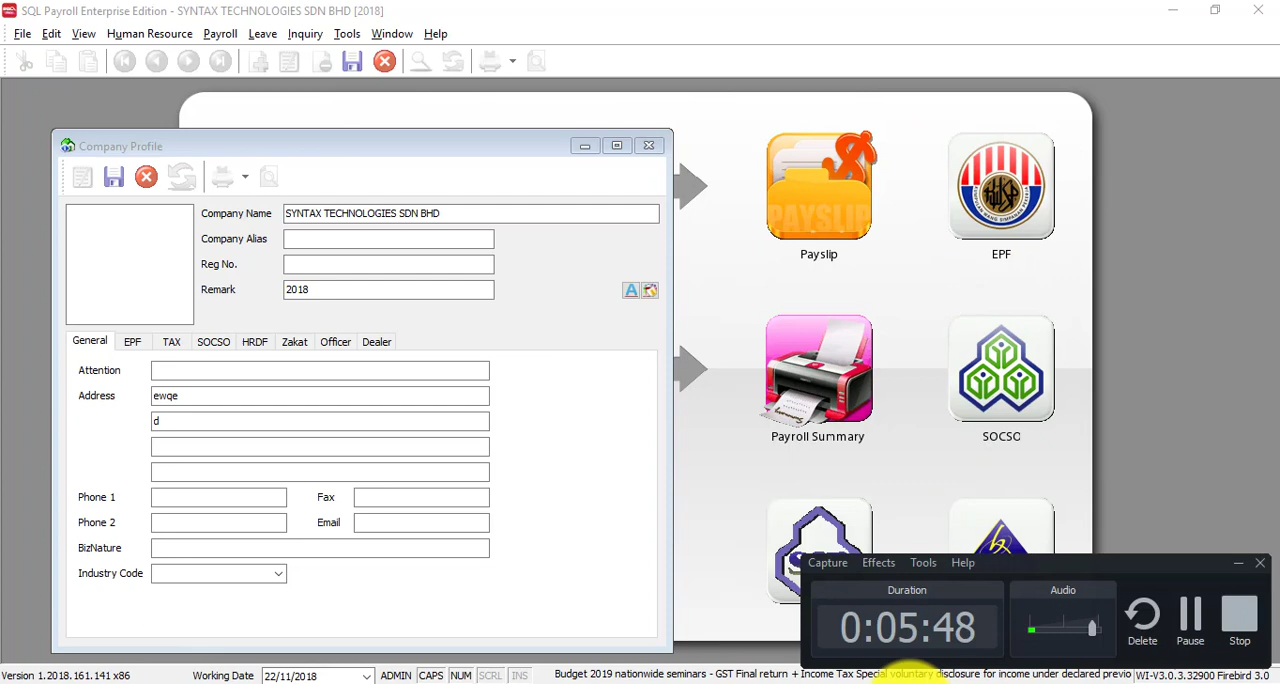 SQL Payroll Enterprise Edition - SYNTAX TECHNOLOGIES SDN BHD [2018]
File Edit View Human Resource Payroll Leave Inquiry Tools Window Help
Company Profile
Company Name SYNTAX TECHNOLOGIES SDN BHD
Company Alias
Reg No.
Remark 2018
General EPF TAX SOCSO HRDF Zakat Officer Dealer
Attention
Address ewqe
d
Phone 1 Fax
Phone 2 Email
BizNature
Industry Code
PAYSLIP
Payslip
EPF
Payroll Summary
SOCSO
Capture Effects Tools Help
Duration Audio
0:05:48
Delete Pause Stop
Version 1.2018.161.141 x86 Working Date 22/11/2018 ADMIN CAPS NUM SCRL INS Budget 2019 nationwide seminars - GST Final return + Income Tax Special voluntary disclosure for income under declared previo WI-V3.0.3.32900 Firebird 3.0